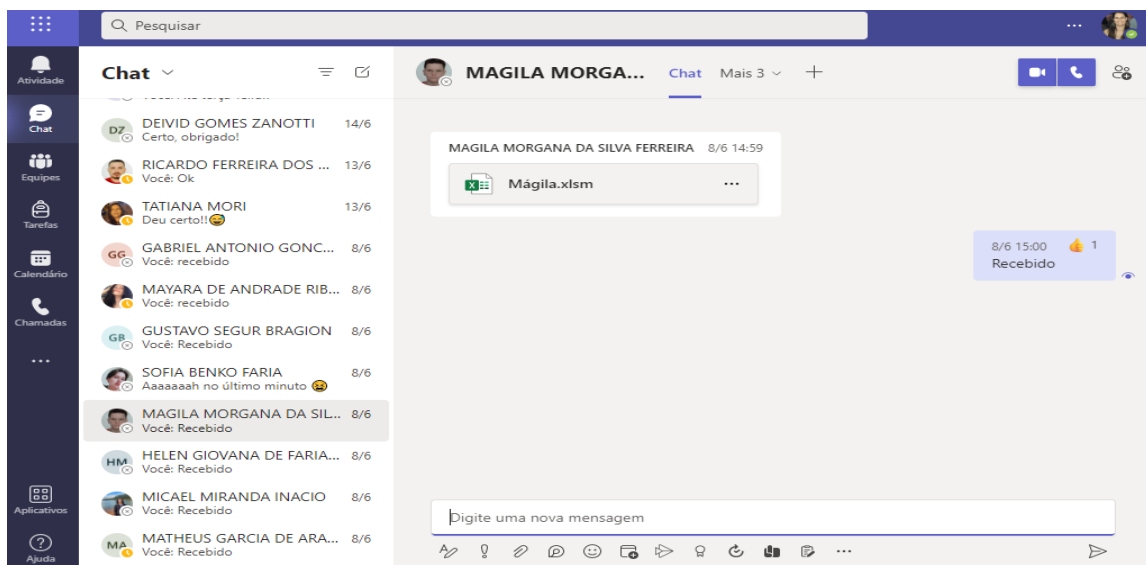 Pesquisar
Atividade
Chat
Equipes
Tarefas
Calendário
Chamadas
Aplicativos
Ajuda
Chat
DZ DEIVID GOMES ZANOTTI 14/6
Certo, obrigado!
RICARDO FERREIRA DOS ... 13/6
Você: Ok
TATIANA MORI 13/6
Deu certo!!😅
GG GABRIEL ANTONIO GONC... 8/6
Você: recebido
MAYARA DE ANDRADE RIB... 8/6
Você: recebido
GB GUSTAVO SEGUR BRAGION 8/6
Você: Recebido
SOFIA BENKO FARIA 8/6
Aaaaaaah no último minuto 😆
MAGILA MORGANA DA SIL... 8/6
Você: Recebido
HM HELEN GIOVANA DE FARIA... 8/6
Você: Recebido
MICAEL MIRANDA INACIO 8/6
Você: Recebido
MA MATHEUS GARCIA DE ARA... 8/6
Você: Recebido
MAGILA MORGA... Chat Mais 3
MAGILA MORGANA DA SILVA FERREIRA 8/6 14:59
Mágila.xlsm
8/6 15:00 👍 1
Recebido
Digite uma nova mensagem